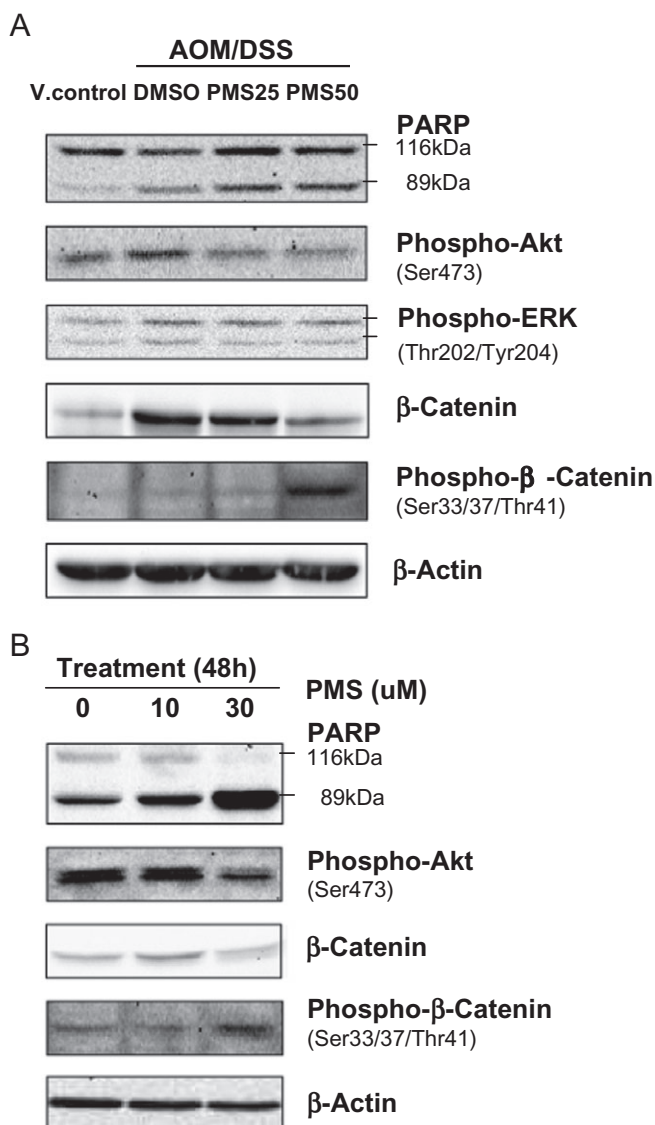 A
AOM/DSS
V.control DMSO PMS25 PMS50
PARP
116kDa
89kDa
Phospho-Akt
(Ser473)
Phospho-ERK
(Thr202/Tyr204)
β-Catenin
Phospho-β -Catenin
(Ser33/37/Thr41)
β-Actin
B
Treatment (48h)
PMS (uM)
0 10 30
PARP
116kDa
89kDa
Phospho-Akt
(Ser473)
β-Catenin
Phospho-β-Catenin
(Ser33/37/Thr41)
β-Actin